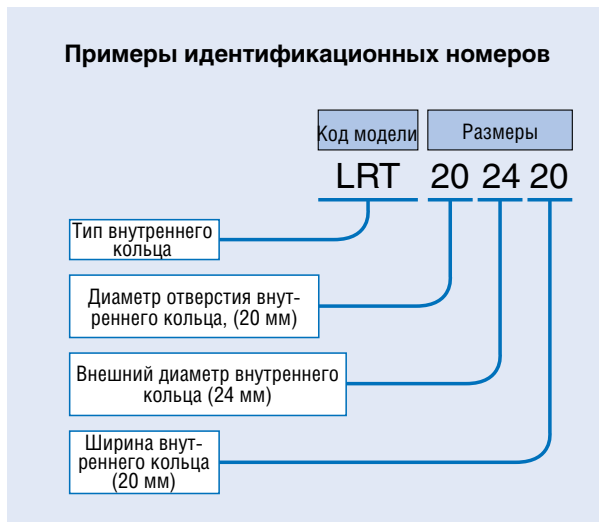 Примеры идентификационных номеров
Код модели
Размеры
LRT 20 24 20
Тип внутреннего
кольца
Диаметр отверстия внут-
реннего кольца, (20 мм)
Внешний диаметр внутреннего
кольца (24 мм)
Ширина внут-
реннего кольца
(20 мм)